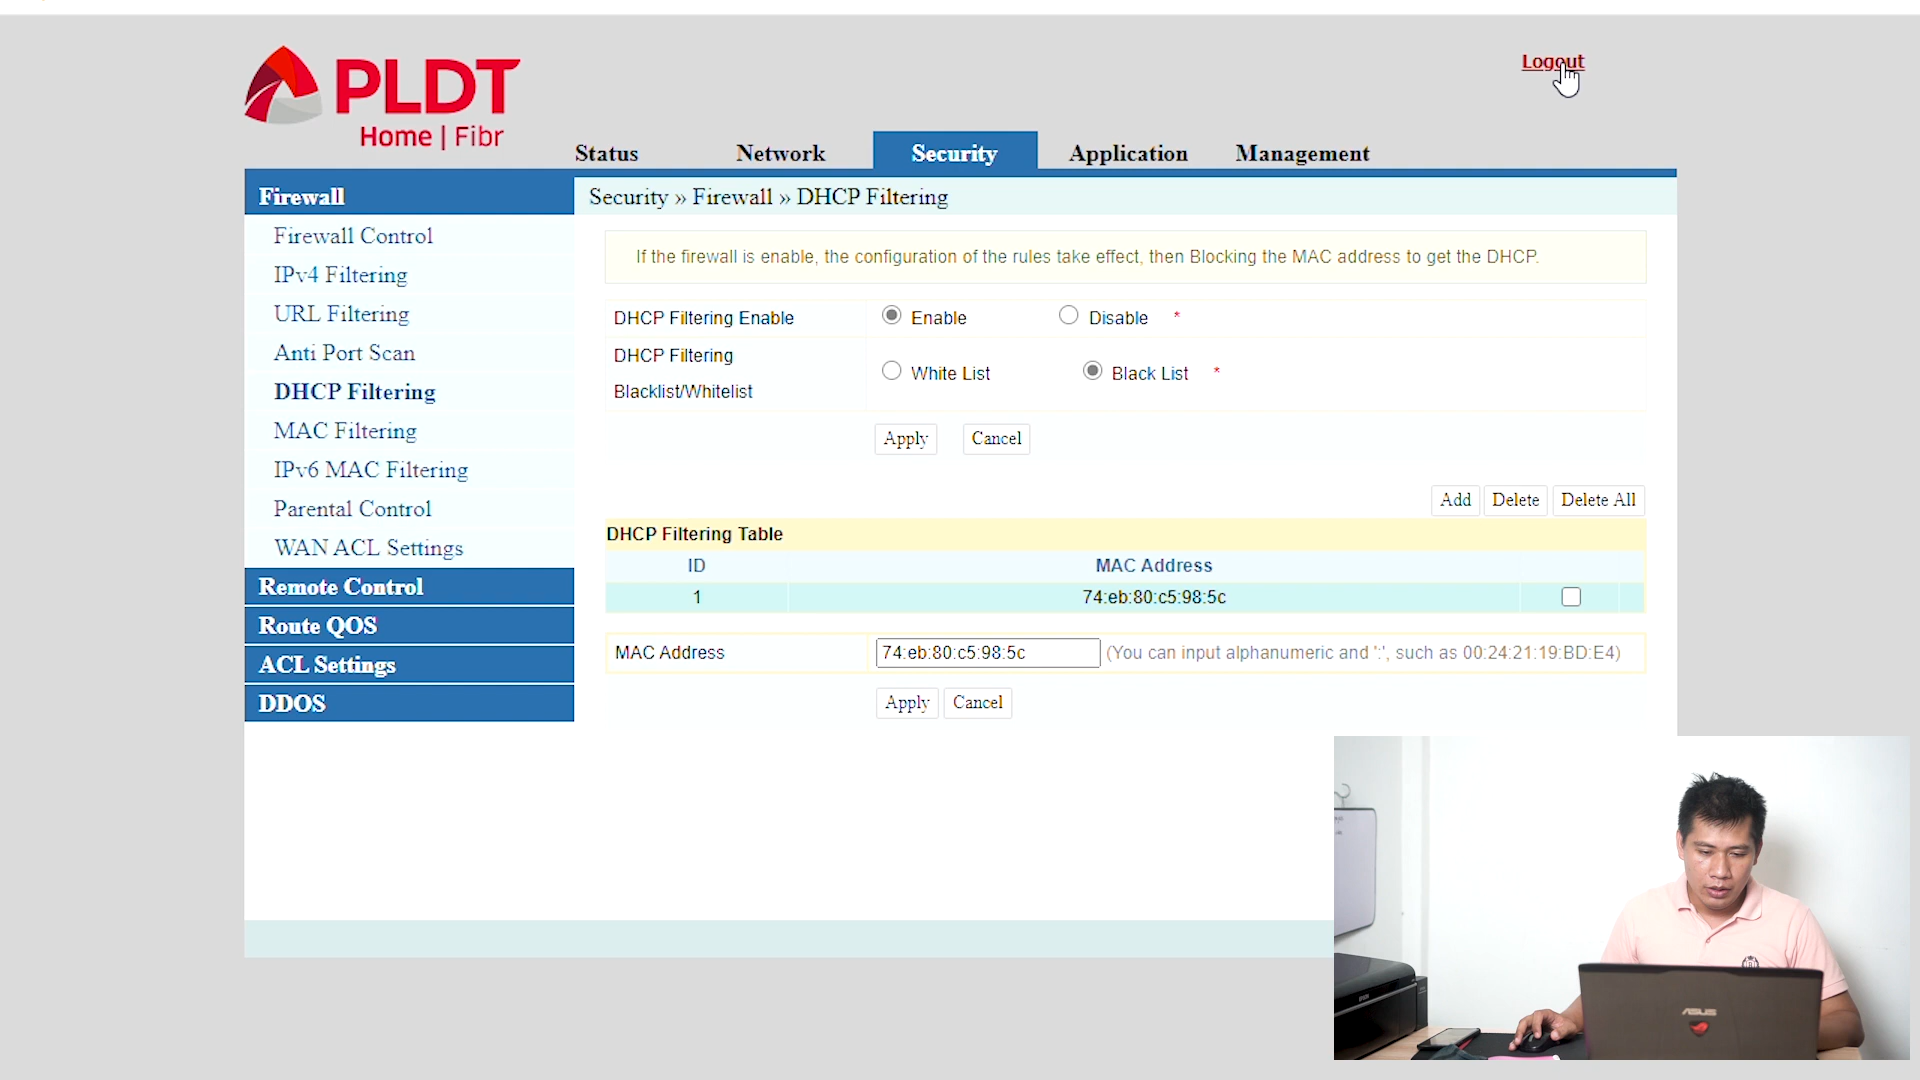 PLDT
Home | Fibr
Logout
Status Network Security Application Management
Firewall
Security » Firewall » DHCP Filtering
Firewall Control
IPv4 Filtering
URL Filtering
Anti Port Scan
DHCP Filtering
MAC Filtering
IPv6 MAC Filtering
Parental Control
WAN ACL Settings
Remote Control
Route QOS
ACL Settings
DDOS
If the firewall is enable, the configuration of the rules take effect, then Blocking the MAC address to get the DHCP.
DHCP Filtering Enable Enable Disable *
DHCP Filtering
Blacklist/Whitelist White List Black List *
Apply Cancel
Add Delete Delete All
DHCP Filtering Table
ID MAC Address
1 74:eb:80:c5:98:5c
MAC Address 74:eb:80:c5:98:5c (You can input alphanumeric and ':', such as 00:24:21:19:BD:E4)
Apply Cancel
EPSON
ASUS